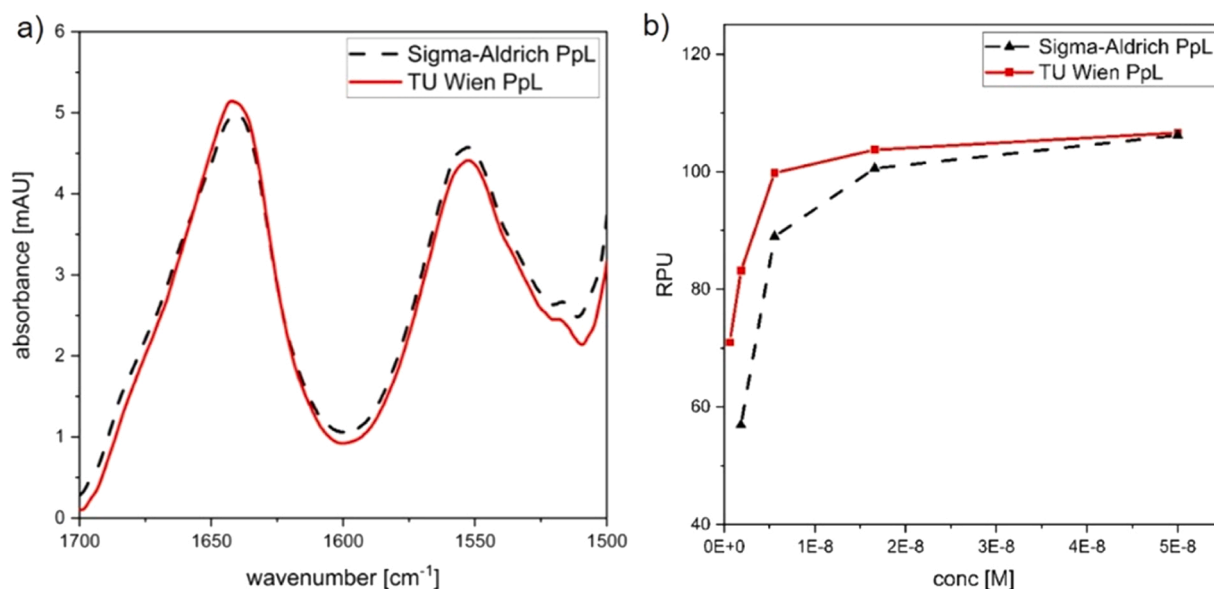 a)
6
5
4
3
2
1
0
absorbance [mAU]
Sigma-Aldrich PpL
TU Wien PpL
1700
1650
1600
1550
1500
wavenumber [cm⁻¹]
b)
120
100
80
60
40
RPU
Sigma-Aldrich PpL
TU Wien PpL
0E+0
1E-8
2E-8
3E-8
4E-8
5E-8
conc [M]